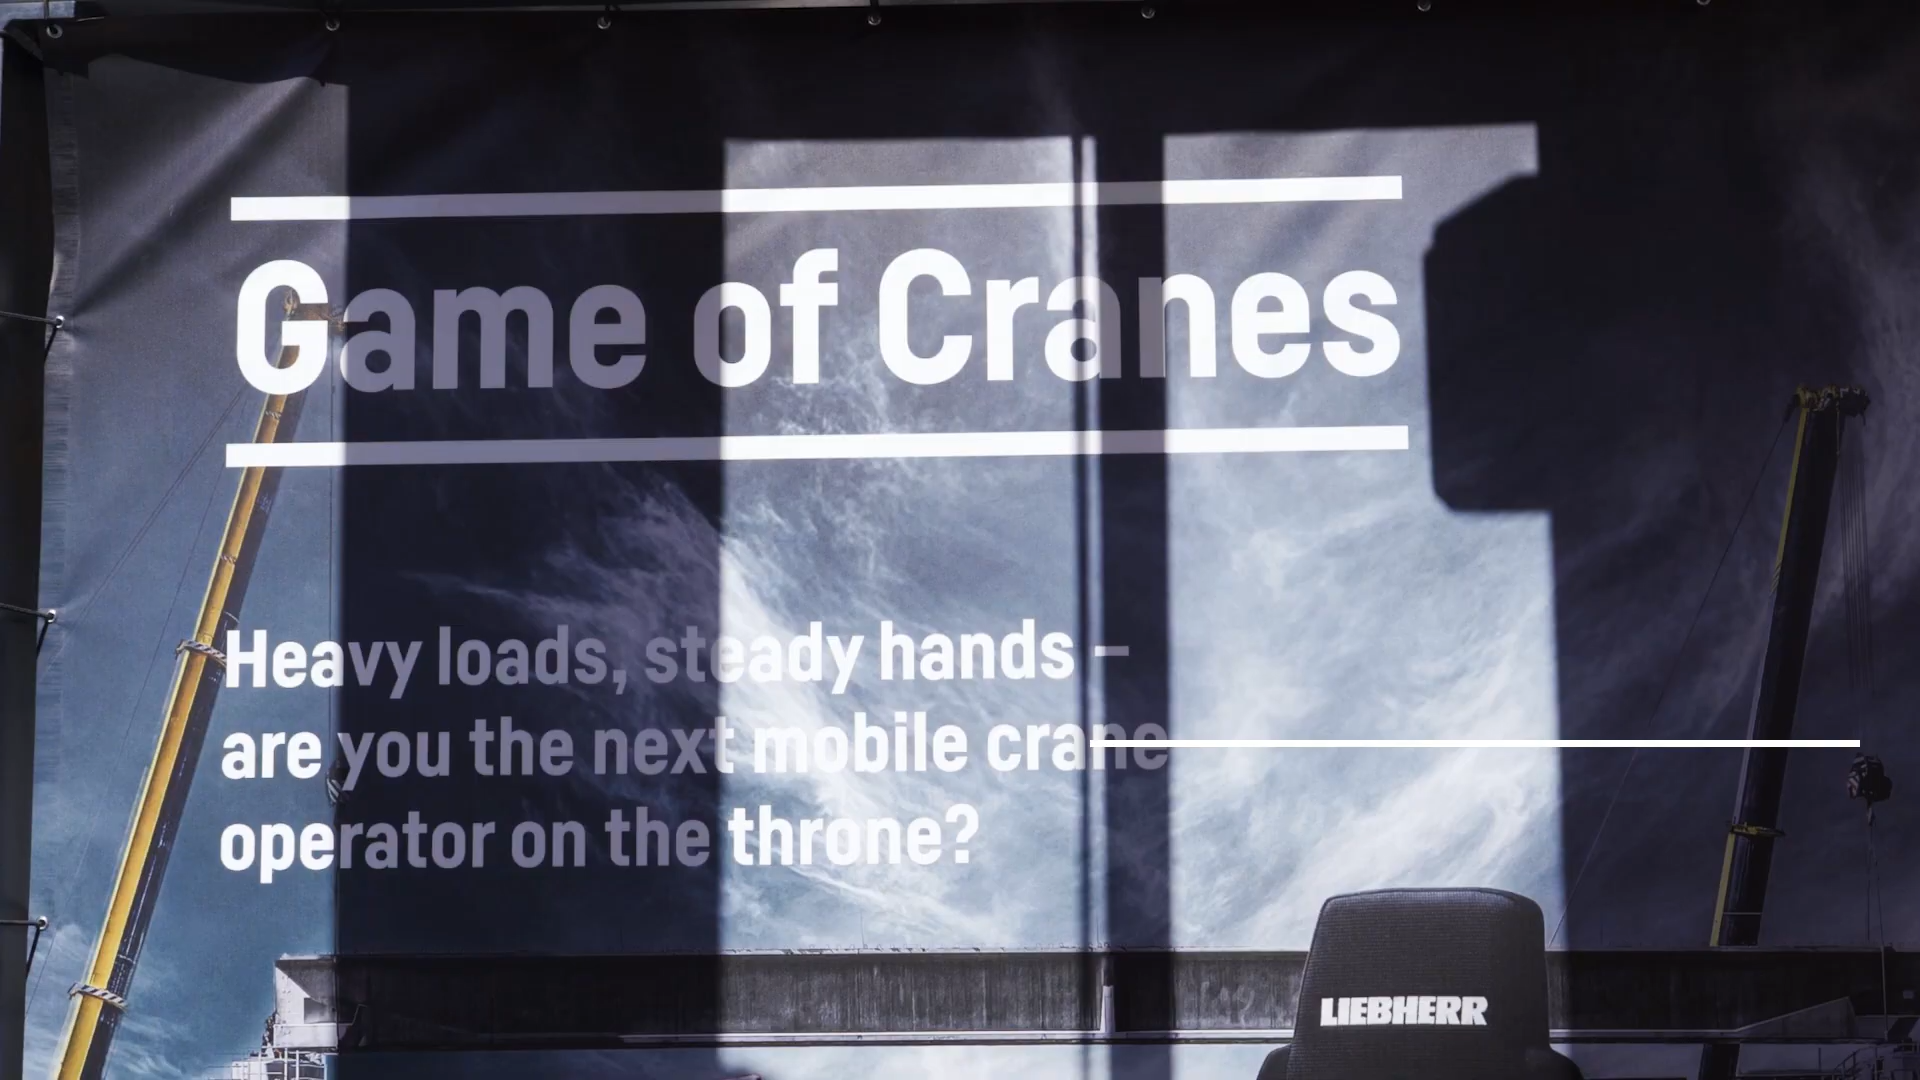 Game of Cranes
Heavy loads, steady hands –
are you the next mobile crane
operator on the throne?
LIEBHERR